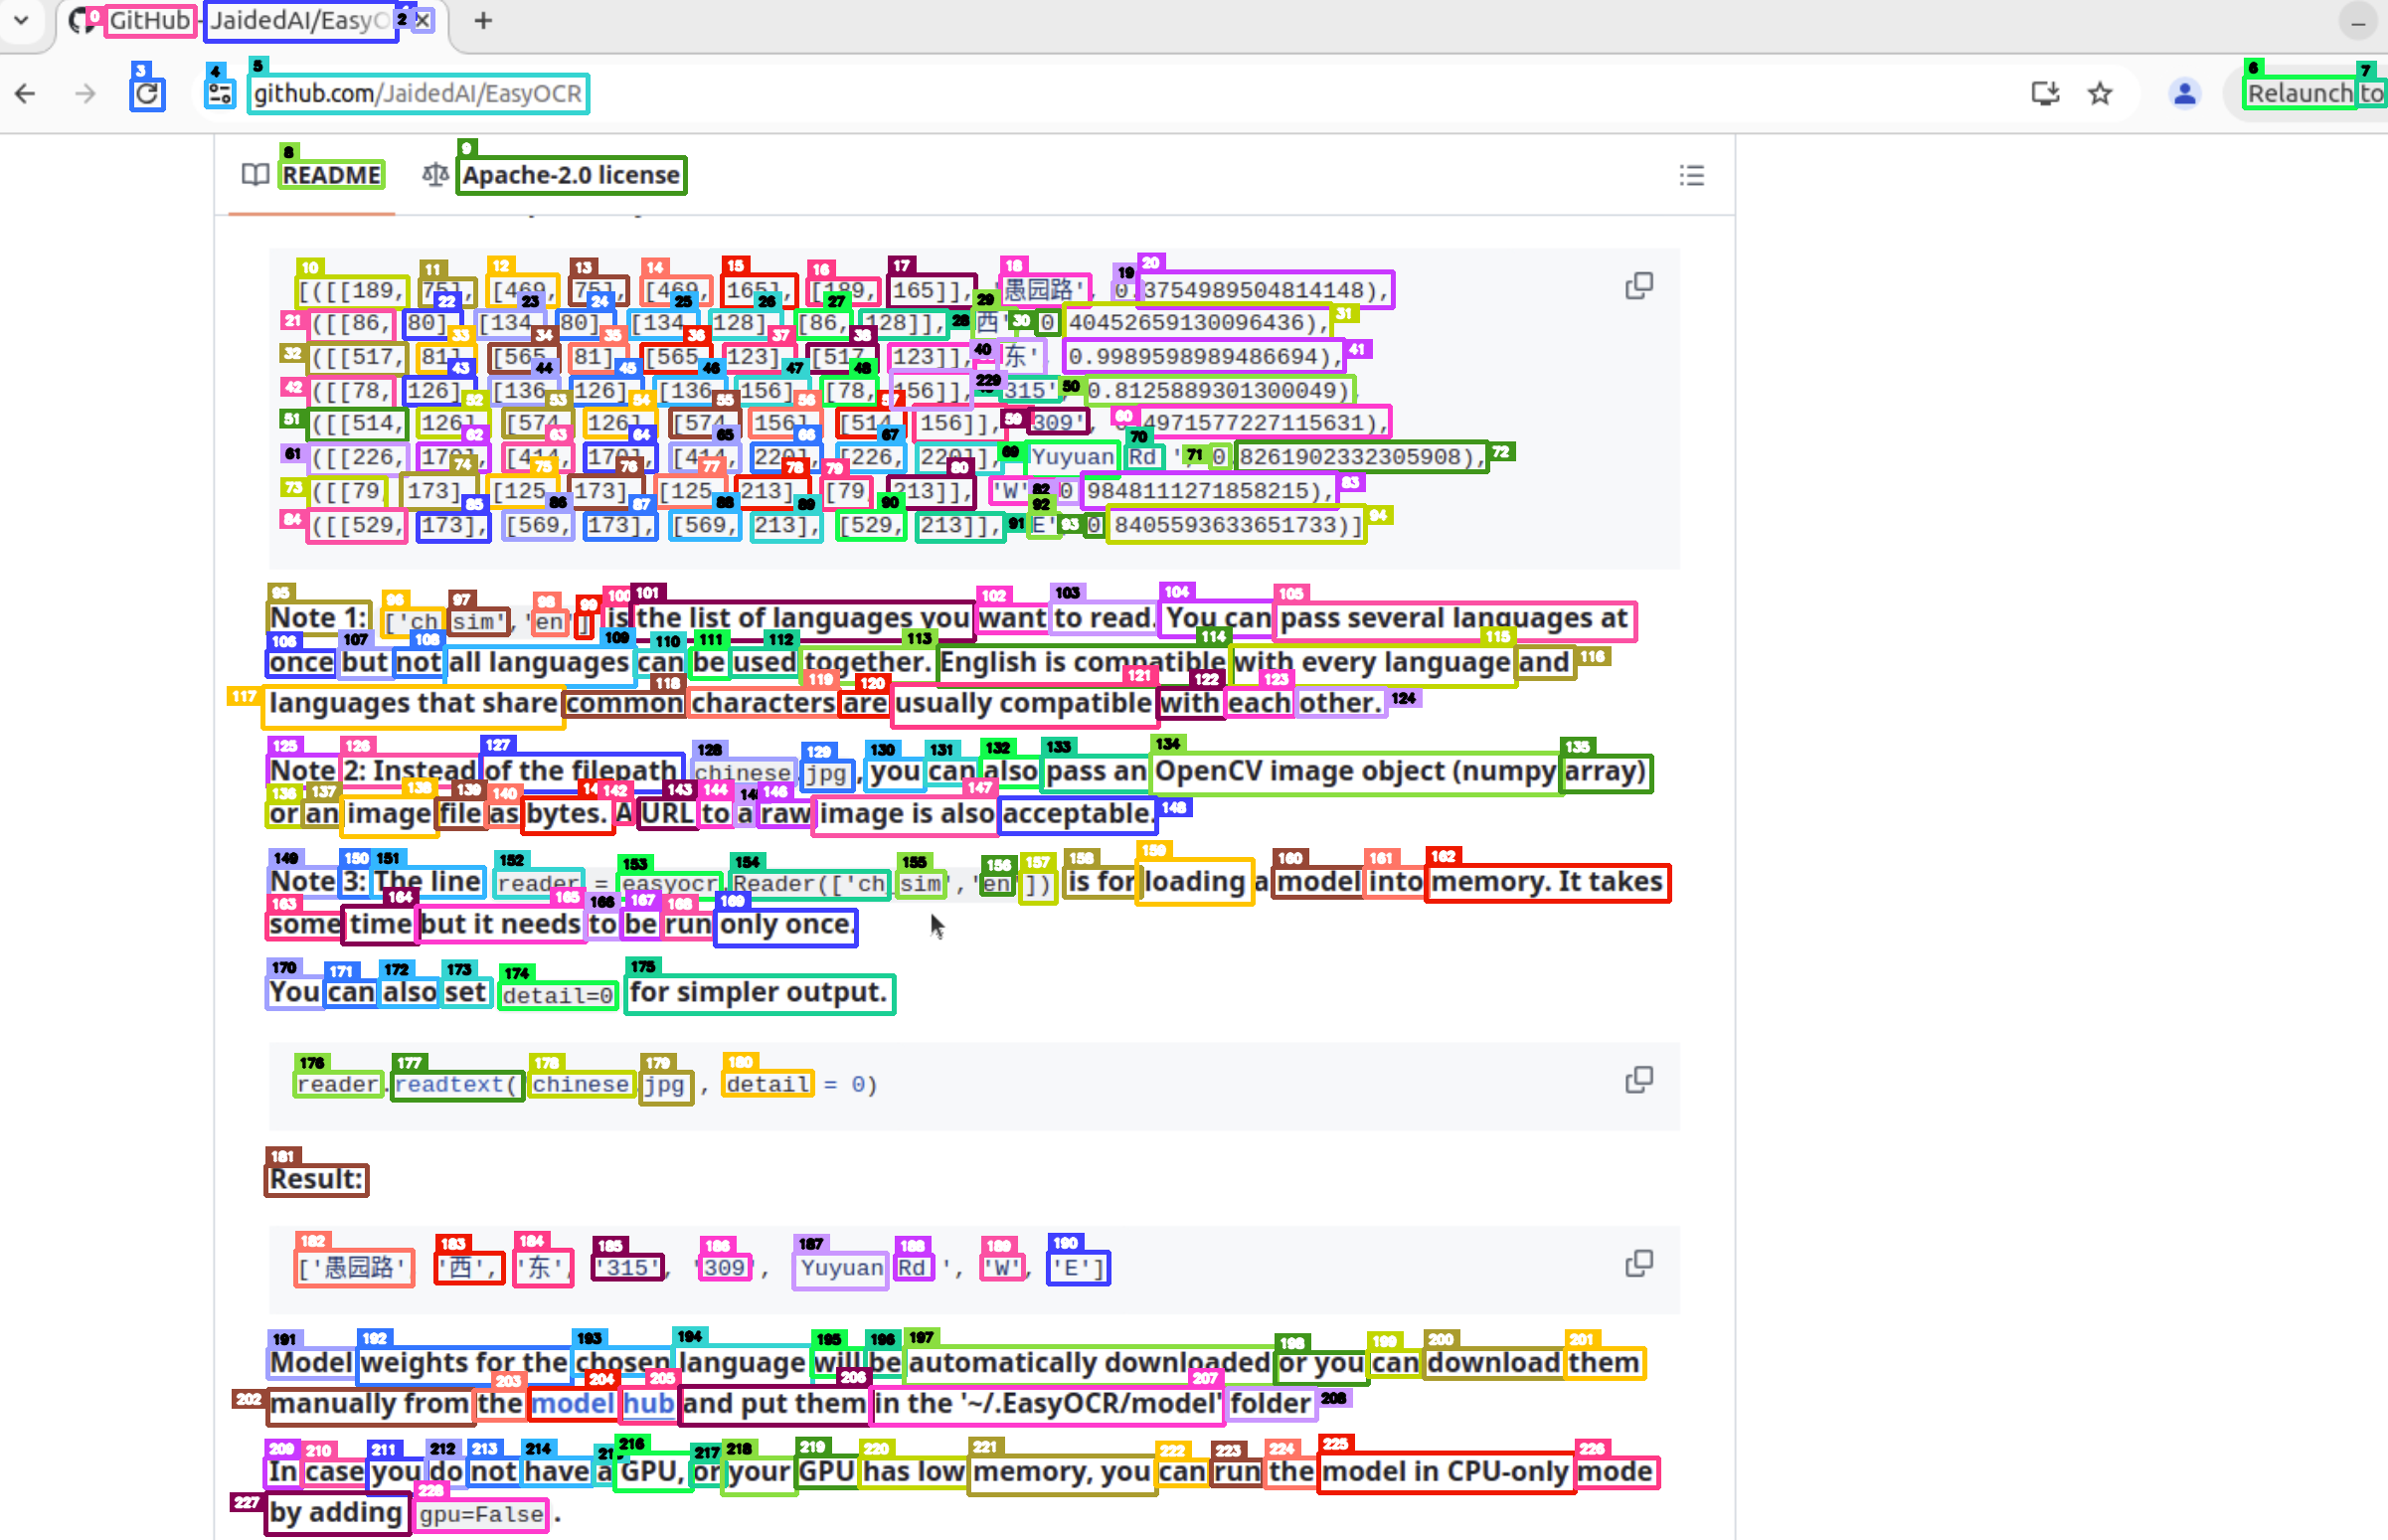 GitHub - JaidedAI/EasyO
github.com/JaidedAI/EasyOCR
Relaunch to
README
Apache-2.0 license
[([[189, 75], [469, 75], [469, 165], [189, 165]], '愚园路', 0.3754989504814148),
([[86, 80], [134, 80], [134, 128], [86, 128]], '西', 0.40452659130096436),
([[517, 81], [565, 81], [565, 123], [517, 123]], '东', 0.9989598989486694),
([[78, 126], [136, 126], [136, 156], [78, 156]], '315', 0.8125889301300049),
([[514, 126], [574, 126], [574, 156], [514, 156]], '309', 0.4971577227115631),
([[226, 170], [414, 170], [414, 220], [226, 220]], 'Yuyuan Rd.', 0.8261902332305908),
([[79, 173], [125, 173], [125, 213], [79, 213]], 'W', 0.9848111271858215),
([[529, 173], [569, 173], [569, 213], [529, 213]], 'E', 0.8405593633651733)]
Note 1: ['ch_sim','en'] is the list of languages you want to read. You can pass several languages at
once but not all languages can be used together. English is compatible with every language and
languages that share common characters are usually compatible with each other.
Note 2: Instead of the filepath chinese.jpg, you can also pass an OpenCV image object (numpy array)
or an image file as bytes. A URL to a raw image is also acceptable.
Note 3: The line reader = easyocr.Reader(['ch_sim','en']) is for loading a model into memory. It takes
some time but it needs to be run only once.
You can also set detail=0 for simpler output.
reader.readtext('chinese.jpg', detail = 0)
Result:
['愚园路', '西', '东', '315', '309', 'Yuyuan Rd.', 'W', 'E']
Model weights for the chosen language will be automatically downloaded or you can download them
manually from the model hub and put them in the '~/.EasyOCR/model' folder
In case you do not have a GPU, or your GPU has low memory, you can run the model in CPU-only mode
by adding gpu=False.